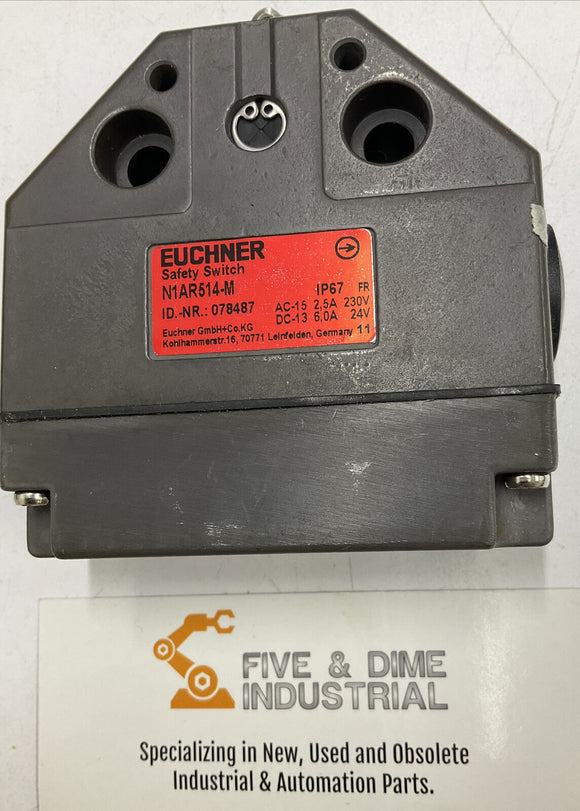 EUCHNER
Safety Switch
N1AR514-M IP67 FR
ID.-NR.: 078487 AC-15 2,5A 230V
DC-13 6,0A 24V
Euchner GmbH+Co.KG
Kohlhammerstr.16, 70771 Leinfelden, Germany 11
FIVE & DIME
INDUSTRIAL
Specializing in New, Used and Obsolete
Industrial & Automation Parts.